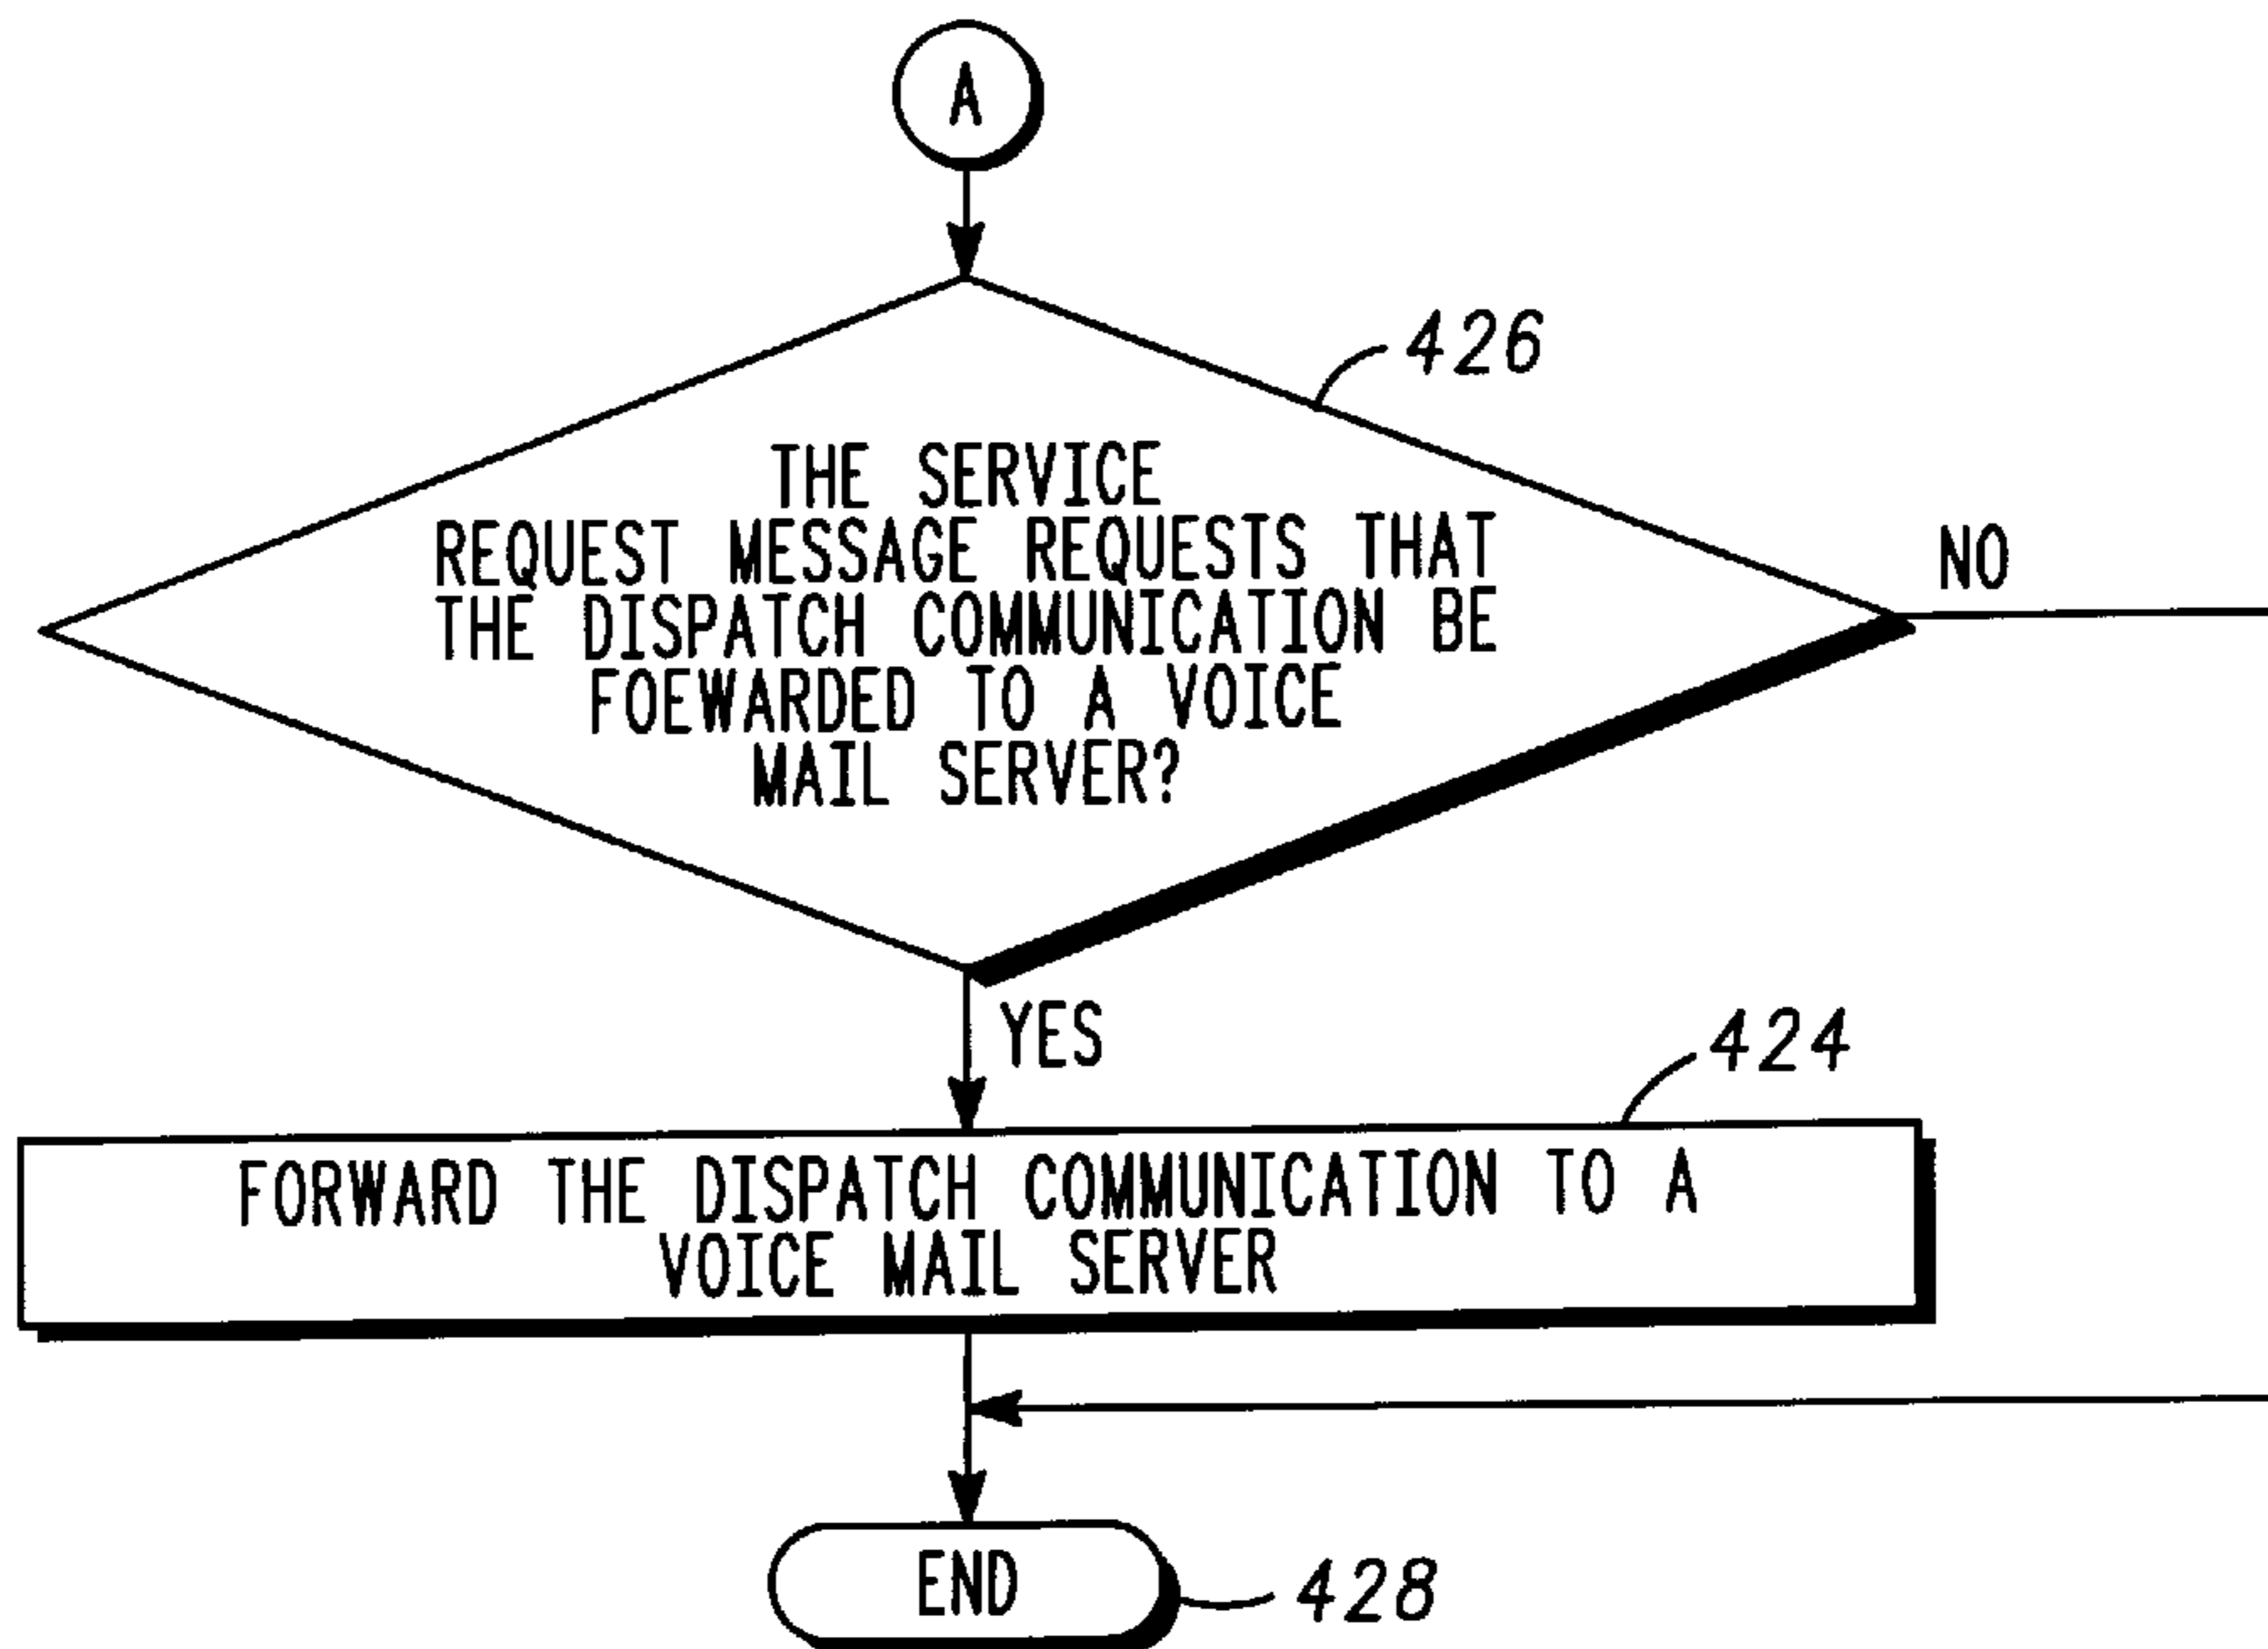 A
426
THE SERVICE
REQUEST MESSAGE REQUESTS THAT
THE DISPATCH COMMUNICATION BE
FOEWARDED TO A VOICE
MAIL SERVER?
NO
YES
424
FORWARD THE DISPATCH COMMUNICATION TO A
VOICE MAIL SERVER
END
428